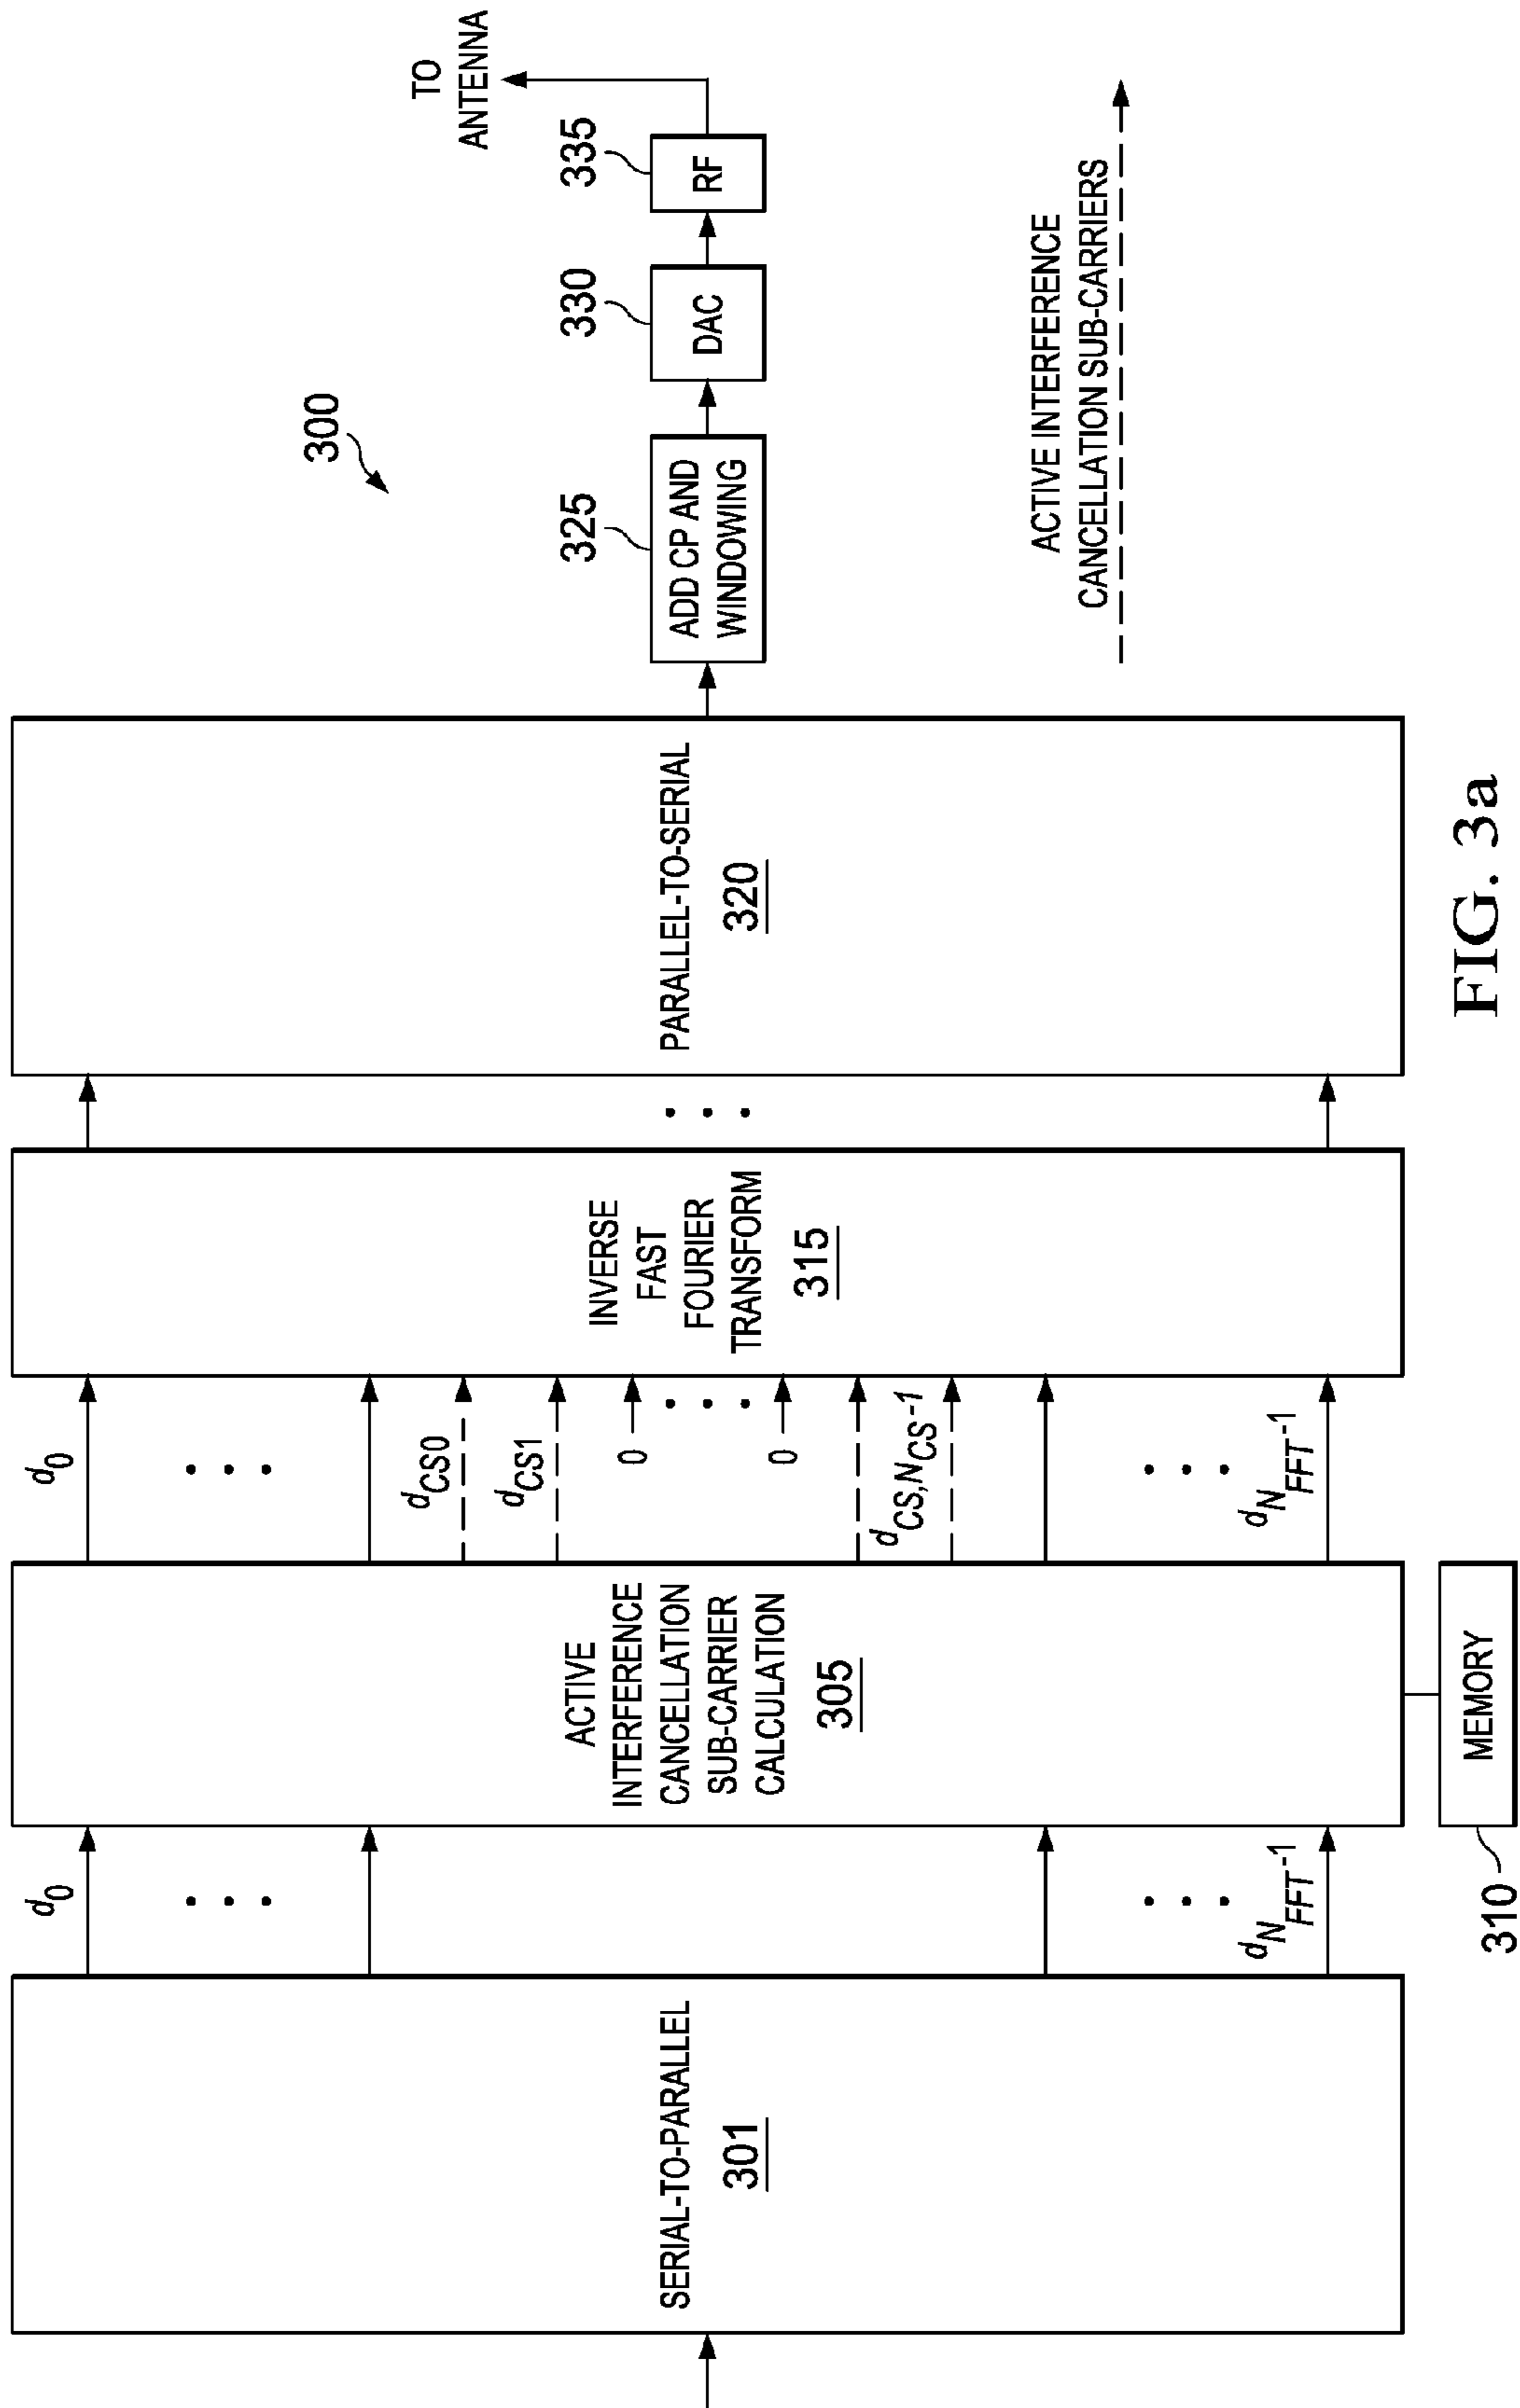 300
SERIAL-TO-PARALLEL
301
d0
dNFFT-1
ACTIVE
INTERFERENCE
CANCELLATION
SUB-CARRIER
CALCULATION
305
MEMORY
310
d0
dCS0
dCS1
0
0
dCS,NCS-1
dNFFT-1
INVERSE
FAST
FOURIER
TRANSFORM
315
PARALLEL-TO-SERIAL
320
325
ADD CP AND
WINDOWING
330
DAC
335
RF
TO
ANTENNA
ACTIVE INTERFERENCE
CANCELLATION SUB-CARRIERS
FIG. 3a